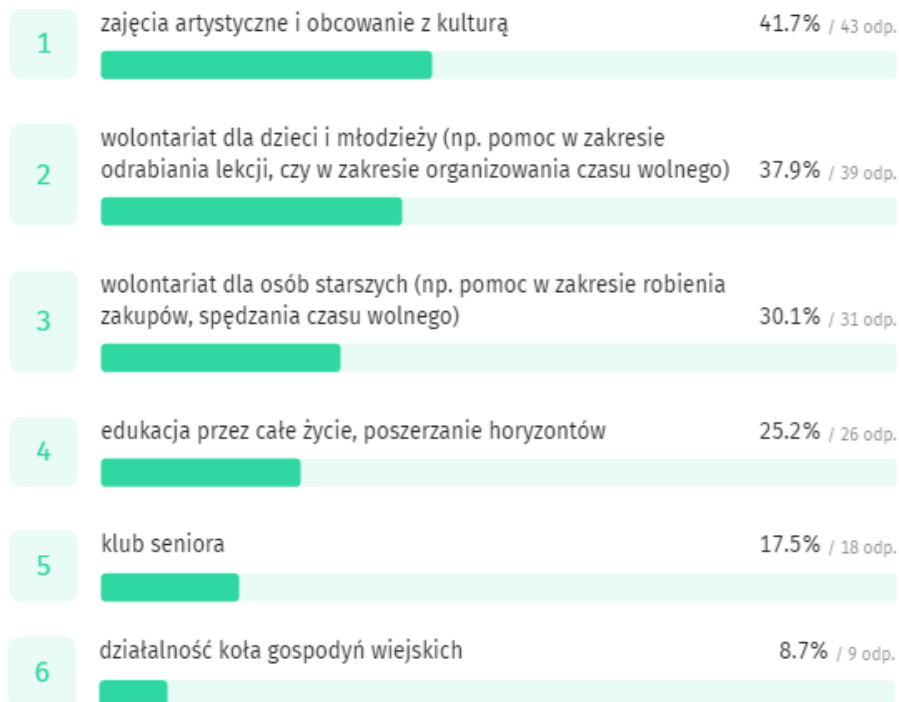 1
zajęcia artystyczne i obcowanie z kulturą 41.7% / 43 odp.
2
wolontariat dla dzieci i młodzieży (np. pomoc w zakresie
odrabiania lekcji, czy w zakresie organizowania czasu wolnego) 37.9% / 39 odp.
3
wolontariat dla osób starszych (np. pomoc w zakresie robienia
zakupów, spędzania czasu wolnego) 30.1% / 31 odp.
4
edukacja przez całe życie, poszerzanie horyzontów 25.2% / 26 odp.
5
klub seniora 17.5% / 18 odp.
6
działalność koła gospodyń wiejskich 8.7% / 9 odp.